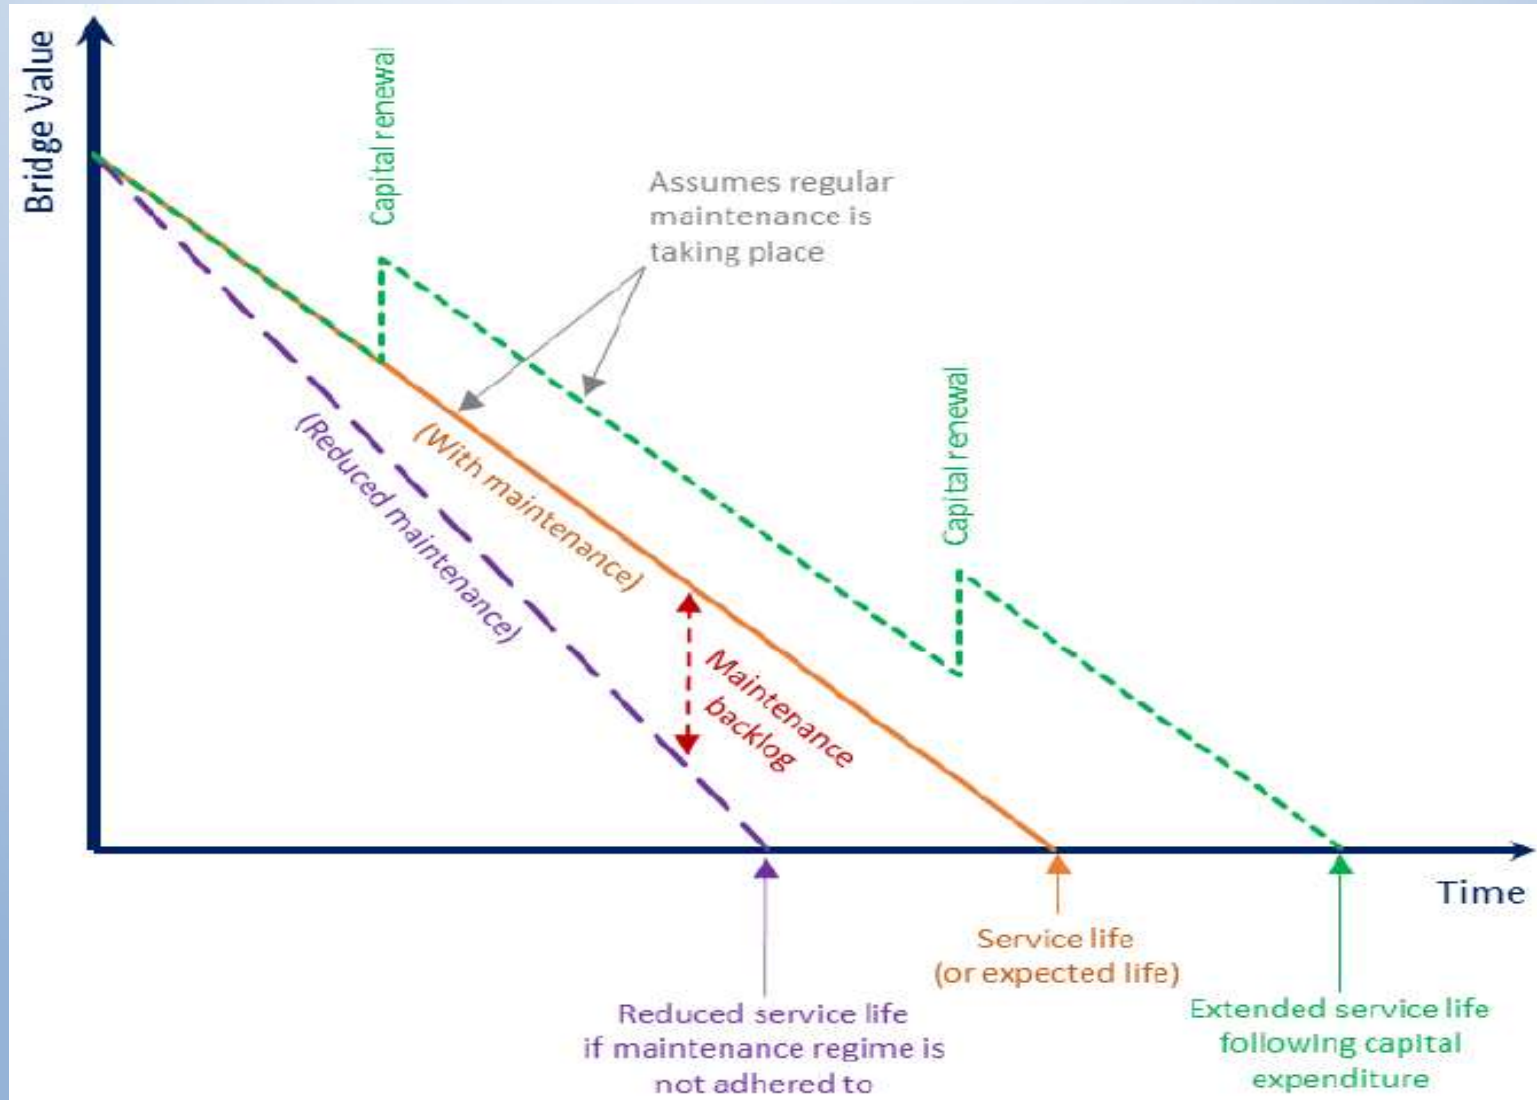 Bridge Value
Capital renewal
Assumes regular
maintenance is
taking place
Capital renewal
(With maintenance)
(Reduced maintenance)
Maintenance
backlog
Time
Service life
(or expected life)
Reduced service life
if maintenance regime is
not adhered to
Extended service life
following capital
expenditure